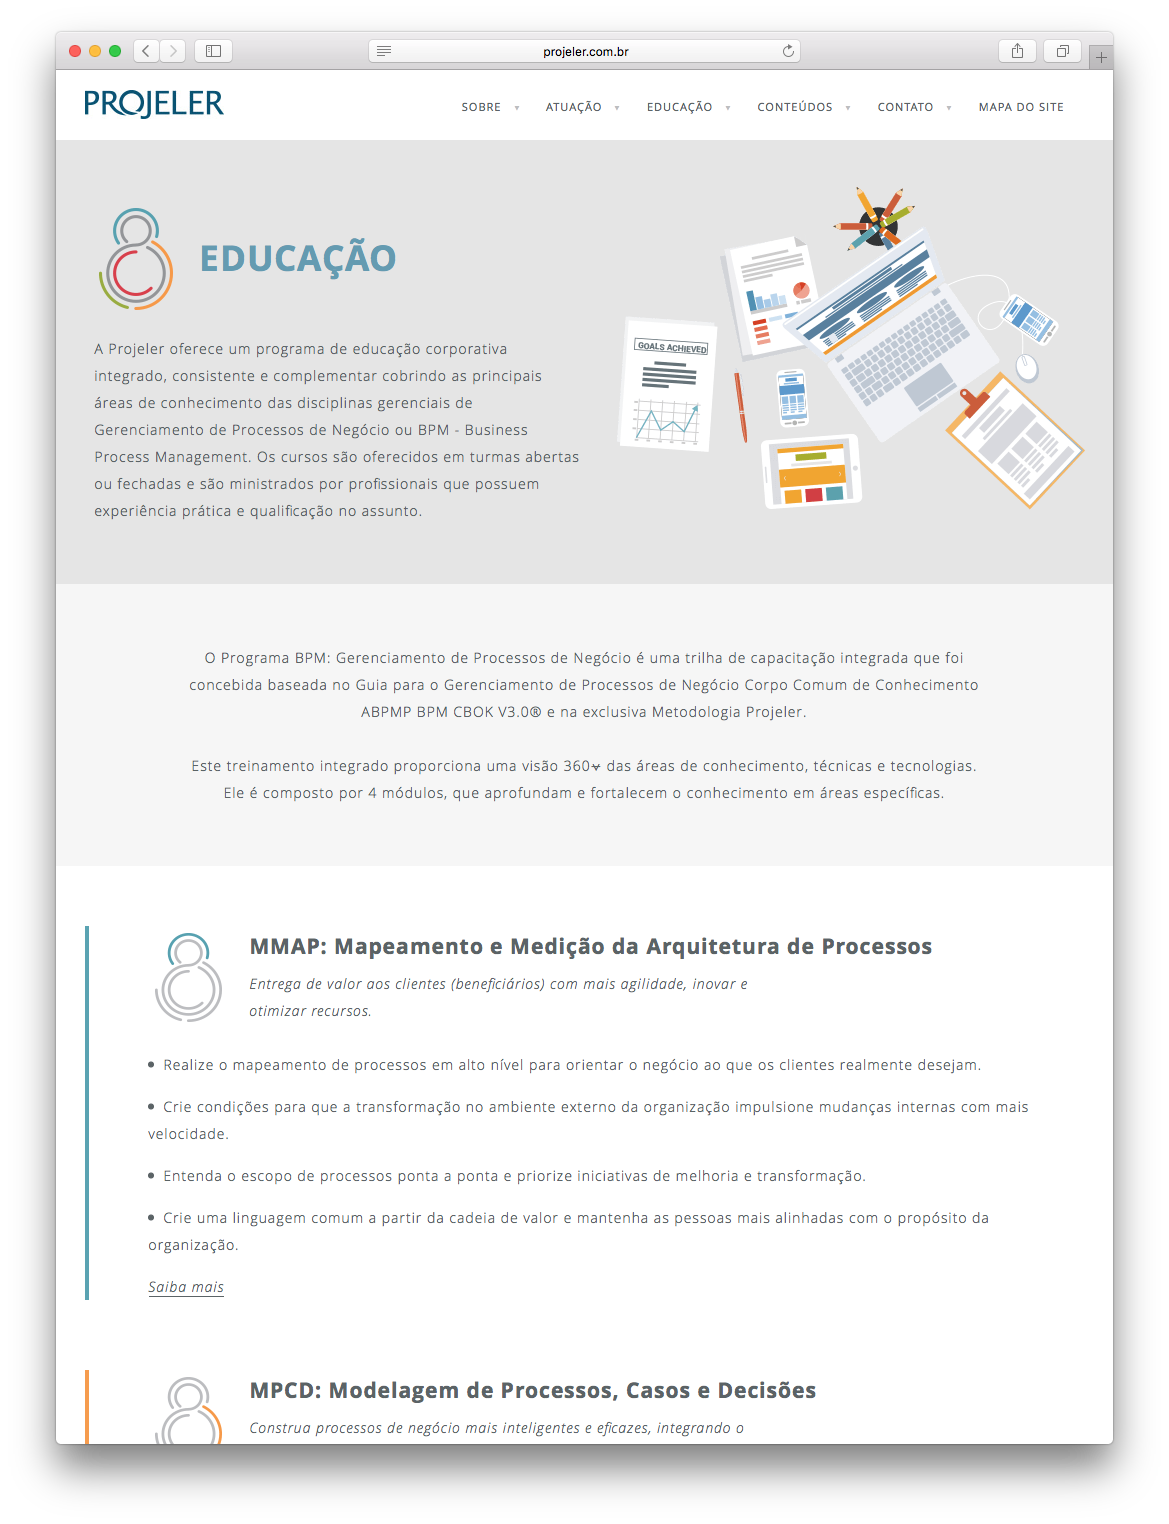 projeler.com.br
PROJELER
SOBRE
ATUAÇÃO
EDUCAÇÃO
CONTEÚDOS
CONTATO
MAPA DO SITE
EDUCAÇÃO
A Projeler oferece um programa de educação corporativa
integrado, consistente e complementar cobrindo as principais
áreas de conhecimento das disciplinas gerenciais de
Gerenciamento de Processos de Negócio ou BPM - Business
Process Management. Os cursos são oferecidos em turmas abertas
ou fechadas e são ministrados por profissionais que possuem
experiência prática e qualificação no assunto.
GOALS ACHIEVED
O Programa BPM: Gerenciamento de Processos de Negócio é uma trilha de capacitação integrada que foi
concebida baseada no Guia para o Gerenciamento de Processos de Negócio Corpo Comum de Conhecimento
ABPMP BPM CBOK V3.0® e na exclusiva Metodologia Projeler.
Este treinamento integrado proporciona uma visão 360 das áreas de conhecimento, técnicas e tecnologias.
Ele é composto por 4 módulos, que aprofundam e fortalecem o conhecimento em áreas específicas.
MMAP: Mapeamento e Medição da Arquitetura de Processos
Entrega de valor aos clientes (beneficiários) com mais agilidade, inovar e
otimizar recursos.
• Realize o mapeamento de processos em alto nível para orientar o negócio ao que os clientes realmente desejam.
• Crie condições para que a transformação no ambiente externo da organização impulsione mudanças internas com mais
velocidade.
• Entenda o escopo de processos ponta a ponta e priorize iniciativas de melhoria e transformação.
• Crie uma linguagem comum a partir da cadeia de valor e mantenha as pessoas mais alinhadas com o propósito da
organização.
Saiba mais
MPCD: Modelagem de Processos, Casos e Decisões
Construa processos de negócio mais inteligentes e eficazes, integrando o